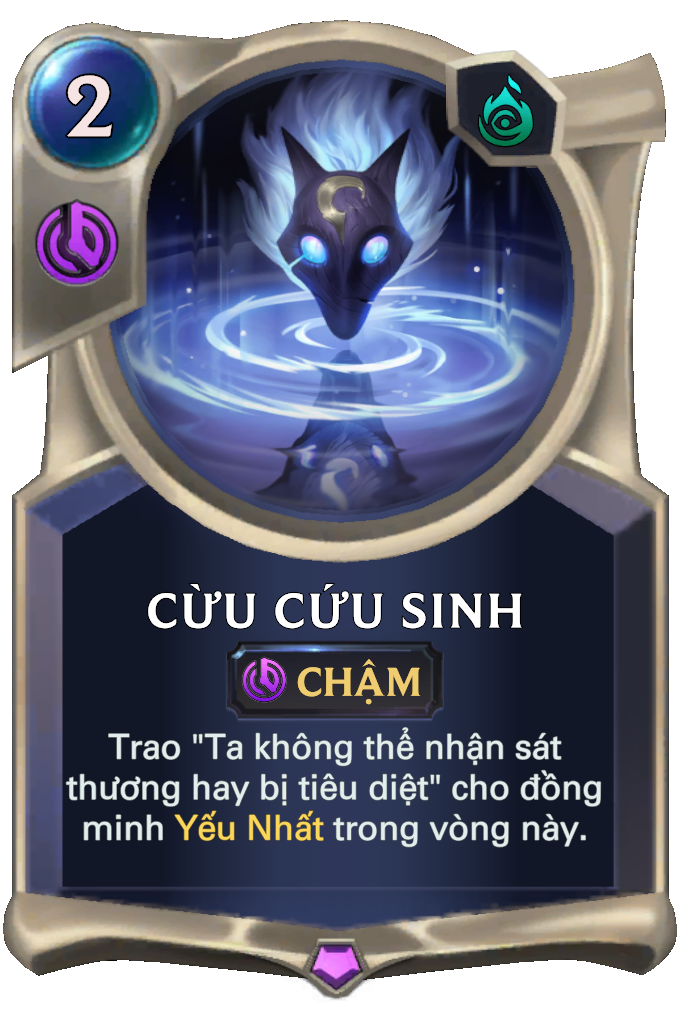 2
CỪU CỨU SINH
CHẬM
Trao "Ta không thể nhận sát
thương hay bị tiêu diệt" cho đồng
minh Yếu Nhất trong vòng này.